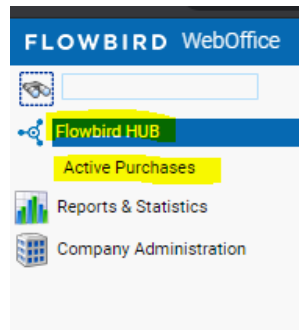 FLOWBIRD WebOffice
Flowbird HUB
Active Purchases
Reports & Statistics
Company Administration